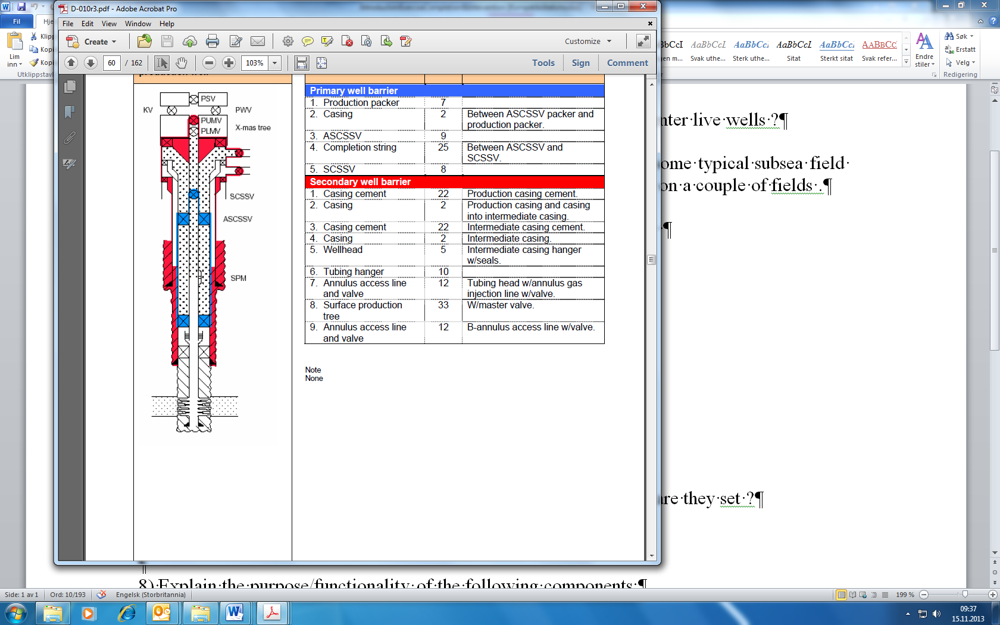 D-010r3.pdf - Adobe Acrobat Pro
File Edit View Window Help
Create
Customize
60 / 162
103%
Tools Sign Comment
Fil
Hje
Lim
inn
Klipp
Kopi
Kopi
Utklippstavl
AaBbCcDc AaBbCcL AaBbCcL AaBbCcL AaBbCcL AABBCC
en m... Svak uthe... Sterk uthe... Sitat Sterkt sitat Svak refer...
Endre
stiler
Søk
Erstatt
Velg
Redigering
production well
KV
PSV
PWV
PUMV
PLMV
X-mas tree
SCSSV
ASCSSV
SPM
Primary well barrier
1. Production packer 7
2. Casing 2 Between ASCSSV packer and
production packer.
3. ASCSSV 9
4. Completion string 25 Between ASCSSV and
SCSSV.
5. SCSSV 8
Secondary well barrier
1. Casing cement 22 Production casing cement.
2. Casing 2 Production casing and casing
into intermediate casing.
3. Casing cement 22 Intermediate casing cement.
4. Casing 2 Intermediate casing.
5. Wellhead 5 Intermediate casing hanger
w/seals.
6. Tubing hanger 10
7. Annulus access line 12 Tubing head w/annulus gas
and valve injection line w/valve.
8. Surface production 33 W/master valve.
tree
9. Annulus access line 12 B-annulus access line w/valve.
and valve
Note
None
nter·live·wells·?¶
ome·typical·subsea·field·
on·a·couple·of·fields·.¶
¶
are·they·set·?¶
¶
8)·Explain·the·purpose/functionality·of·the·following·components·¶
Side: 1 av 1 Ord: 10/193 Engelsk (Storbritannia) 199 %
09:37
15.11.2013